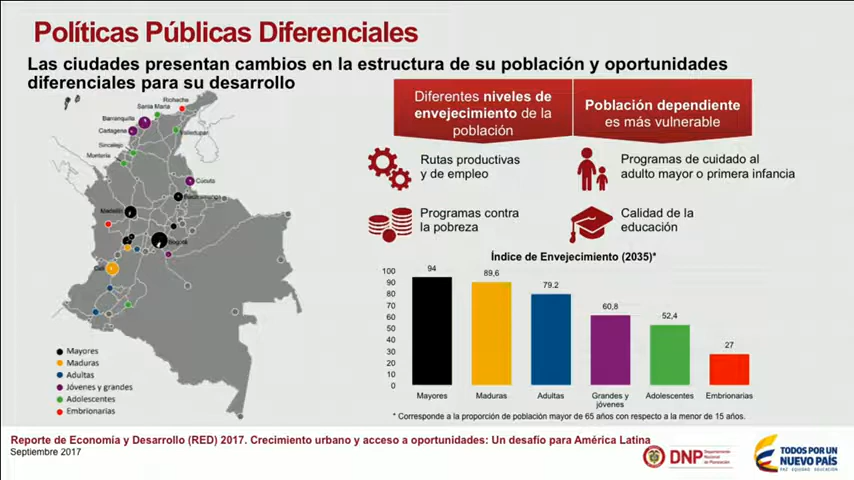 Políticas Públicas Diferenciales
Las ciudades presentan cambios en la estructura de su población y oportunidades
diferenciales para su desarrollo
Diferentes niveles de
envejecimiento de la
población
Población dependiente
es más vulnerable
Rutas productivas
y de empleo
Programas de cuidado al
adulto mayor o primera infancia
Programas contra
la pobreza
Calidad de la
educación
Riohacha
Santa Marta
Barranquilla
Cartagena
Valledupar
Sincelejo
Montería
Cúcuta
Bucaramanga
Medellín
Bogotá
Cali
Mayores
Maduras
Adultas
Jóvenes y grandes
Adolescentes
Embrionarias
Índice de Envejecimiento (2035)*
100
90
80
70
60
50
40
30
20
10
0
94
89,6
79.2
60,8
52,4
27
Mayores
Maduras
Adultas
Grandes y
jóvenes
Adolescentes
Embrionarias
* Corresponde a la proporción de población mayor de 65 años con respecto a la menor de 15 años.
Reporte de Economía y Desarrollo (RED) 2017. Crecimiento urbano y acceso a oportunidades: Un desafío para América Latina
Septiembre 2017
DNP
Departamento
Nacional
de Planeación
TODOS POR UN
NUEVO PAÍS
PAZ EQUIDAD EDUCACIÓN